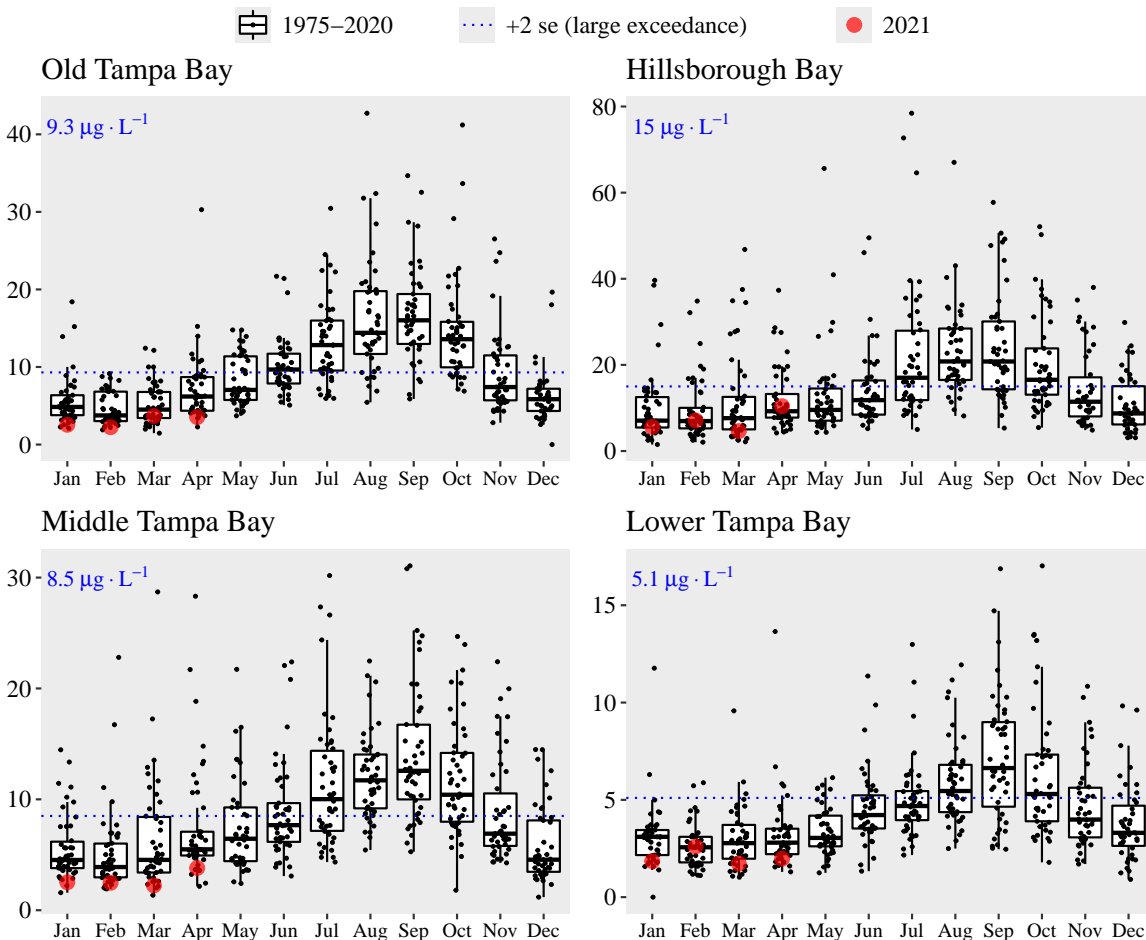 1975−2020 +2 se (large exceedance) 2021
Old Tampa Bay
9.3 μg ⋅ L−1
40
30
20
10
0
Jan Feb Mar Apr May Jun Jul Aug Sep Oct Nov Dec
Hillsborough Bay
15 μg ⋅ L−1
80
60
40
20
0
Jan Feb Mar Apr May Jun Jul Aug Sep Oct Nov Dec
Middle Tampa Bay
8.5 μg ⋅ L−1
30
20
10
0
Jan Feb Mar Apr May Jun Jul Aug Sep Oct Nov Dec
Lower Tampa Bay
5.1 μg ⋅ L−1
15
10
5
0
Jan Feb Mar Apr May Jun Jul Aug Sep Oct Nov Dec